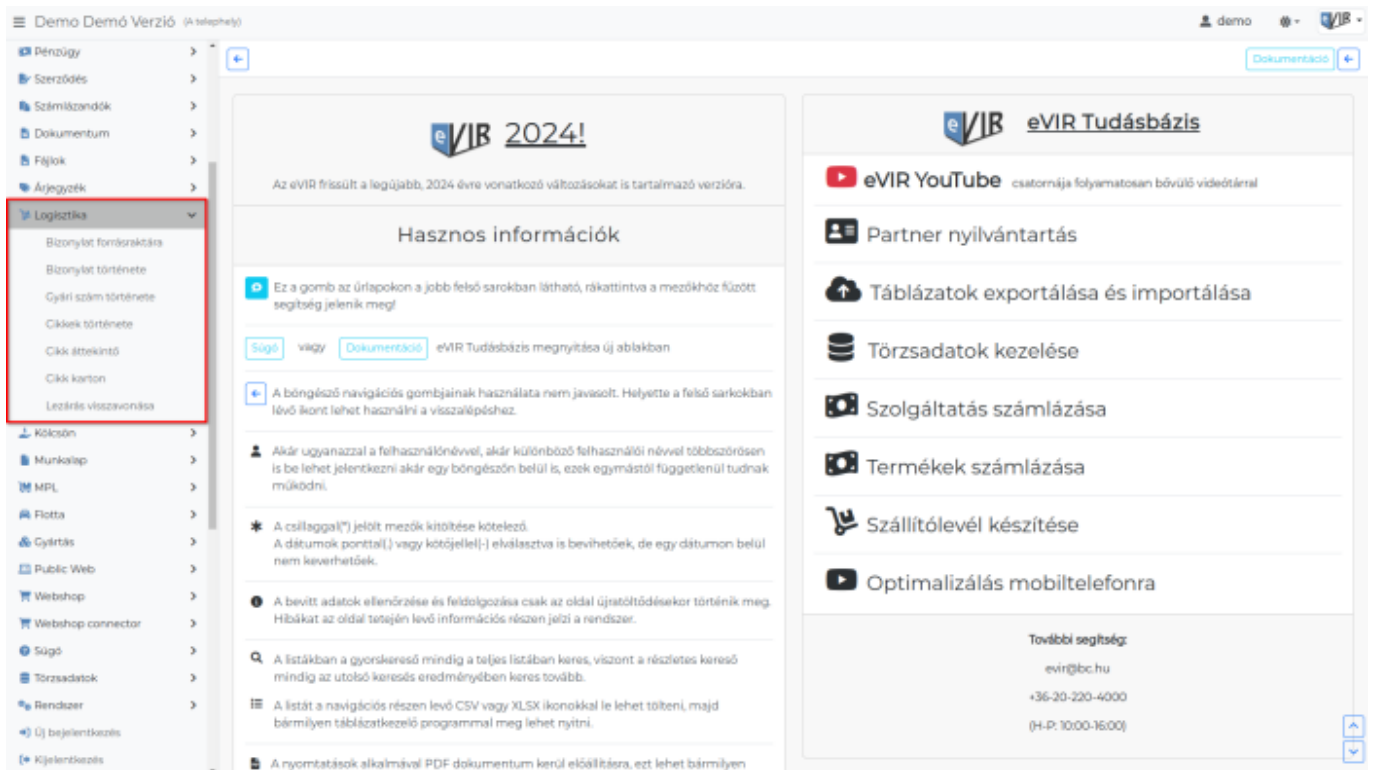 Demo Demó Verzió (A telephely)
demo
eVIR
Pénzügy
Szerződés
Számlázandók
Dokumentum
Fájlok
Árjegyzék
Logisztika
Bizonylat forrásraktára
Bizonylat története
Gyári szám története
Cikkek története
Cikk áttekintő
Cikk karton
Lezárás visszavonása
Kölcsön
Munkalap
MPL
Flotta
Gyártás
Public Web
Webshop
Webshop connector
Súgó
Törzsadatok
Rendszer
Új bejelentkezés
Kijelentkezés
Dokumentáció
eVIR 2024!
Az eVIR frissült a legújabb, 2024 évre vonatkozó változásokat is tartalmazó verzióra.
Hasznos információk
Ez a gomb az űrlapokon a jobb felső sarokban látható, rákattintva a mezőkhöz fűzött
segítség jelenik meg!
Súgó vagy Dokumentáció eVIR Tudásbázis megnyitása új ablakban
A böngésző navigációs gombjainak használata nem javasolt. Helyette a felső sarkokban
lévő ikont lehet használni a visszalépéshez.
Akár ugyanazzal a felhasználónévvel, akár különböző felhasználói névvel többszörösen
is be lehet jelentkezni akár egy böngészőn belül is, ezek egymástól függetlenül tudnak
működni.
A csillaggal(*) jelölt mezők kitöltése kötelező.
A dátumok ponttal(.) vagy kötőjellel(-) elválasztva is bevihetőek, de egy dátumon belül
nem keverhetőek.
A bevitt adatok ellenőrzése és feldolgozása csak az oldal újratöltődésekor történik meg.
Hibákat az oldal tetején levő információs részen jelzi a rendszer.
A listákban a gyorskereső mindig a teljes listában keres, viszont a részletes kereső
mindig az utolsó keresés eredményében keres tovább.
A listát a navigációs részen levő CSV vagy XLSX ikonokkal le lehet tölteni, majd
bármilyen táblázatkezelő programmal meg lehet nyitni.
A nyomtatások alkalmával PDF dokumentum kerül előállításra, ezt lehet bármilyen
eVIR eVIR Tudásbázis
eVIR YouTube csatornája folyamatosan bővülő videótárral
Partner nyilvántartás
Táblázatok exportálása és importálása
Törzsadatok kezelése
Szolgáltatás számlázása
Termékek számlázása
Szállítólevél készítése
Optimalizálás mobiltelefonra
További segítség:
evir@bc.hu
+36-20-220-4000
(H-P: 10:00-16:00)